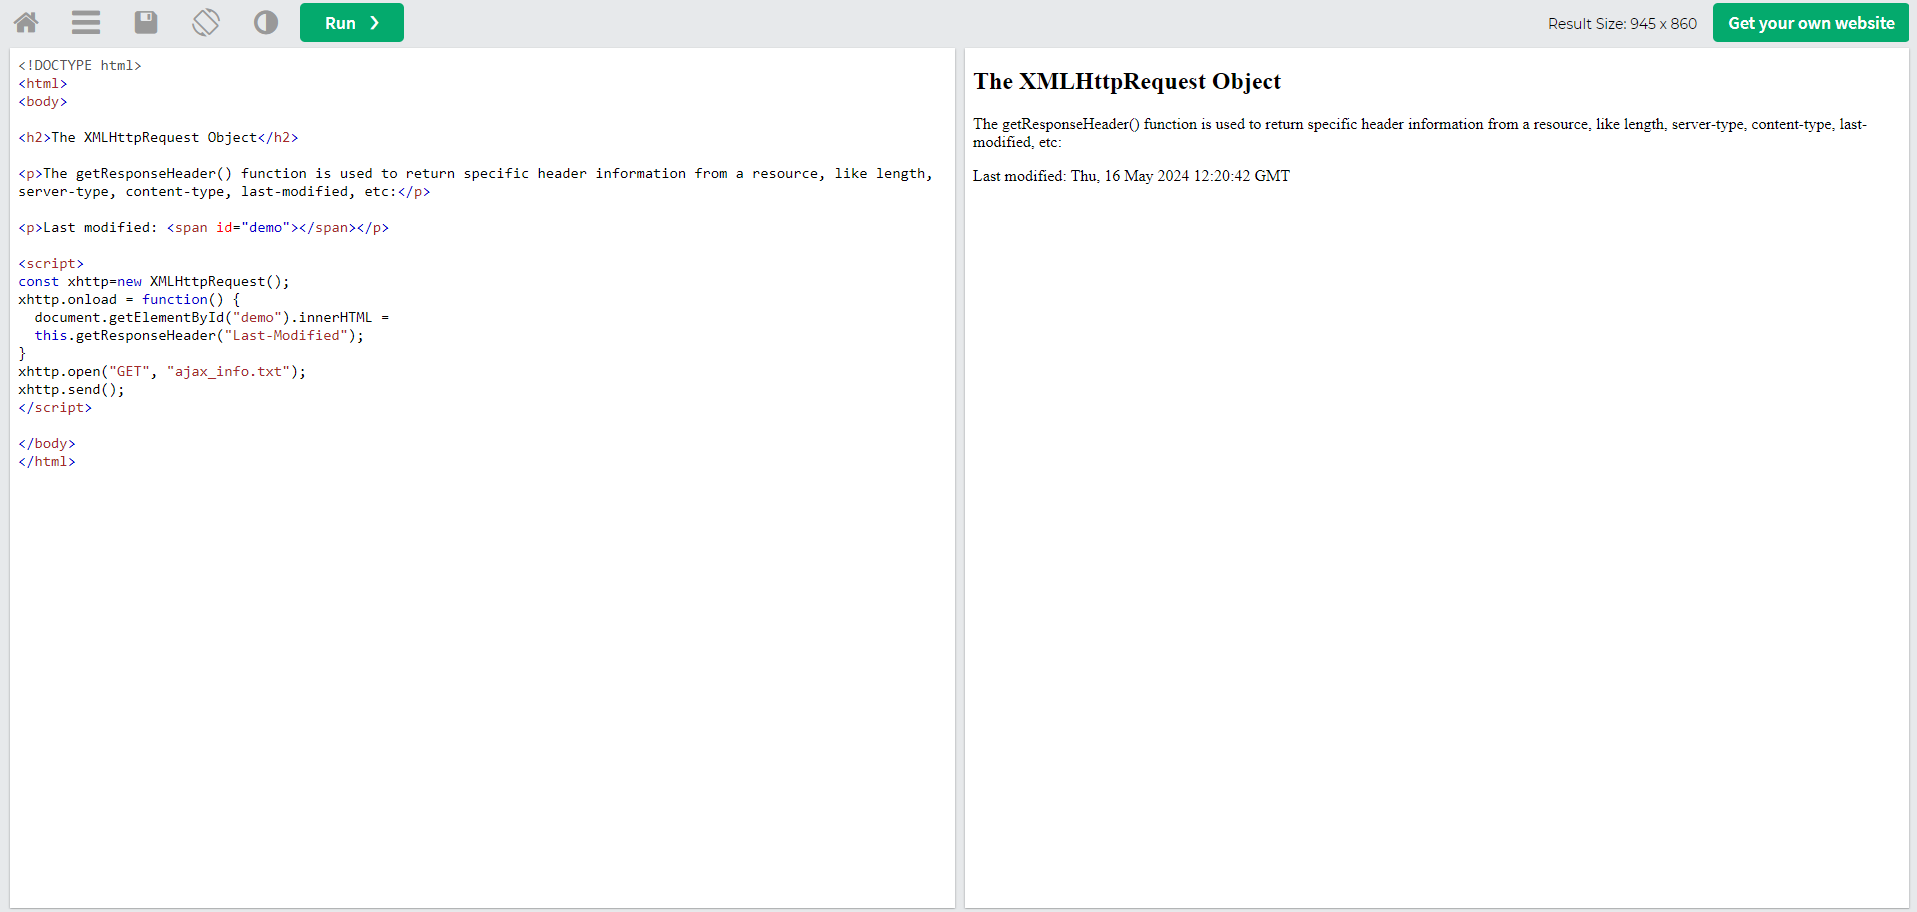 Run ❯
Result Size: 945 x 860
Get your own website
<!DOCTYPE html>
<html>
<body>
<h2>The XMLHttpRequest Object</h2>
<p>The getResponseHeader() function is used to return specific header information from a resource, like length,
server-type, content-type, last-modified, etc:</p>
<p>Last modified: <span id="demo"></span></p>
<script>
const xhttp=new XMLHttpRequest();
xhttp.onload = function() {
  document.getElementById("demo").innerHTML =
  this.getResponseHeader("Last-Modified");
}
xhttp.open("GET", "ajax_info.txt");
xhttp.send();
</script>
</body>
</html>
The XMLHttpRequest Object
The getResponseHeader() function is used to return specific header information from a resource, like length, server-type, content-type, last-
modified, etc:
Last modified: Thu, 16 May 2024 12:20:42 GMT